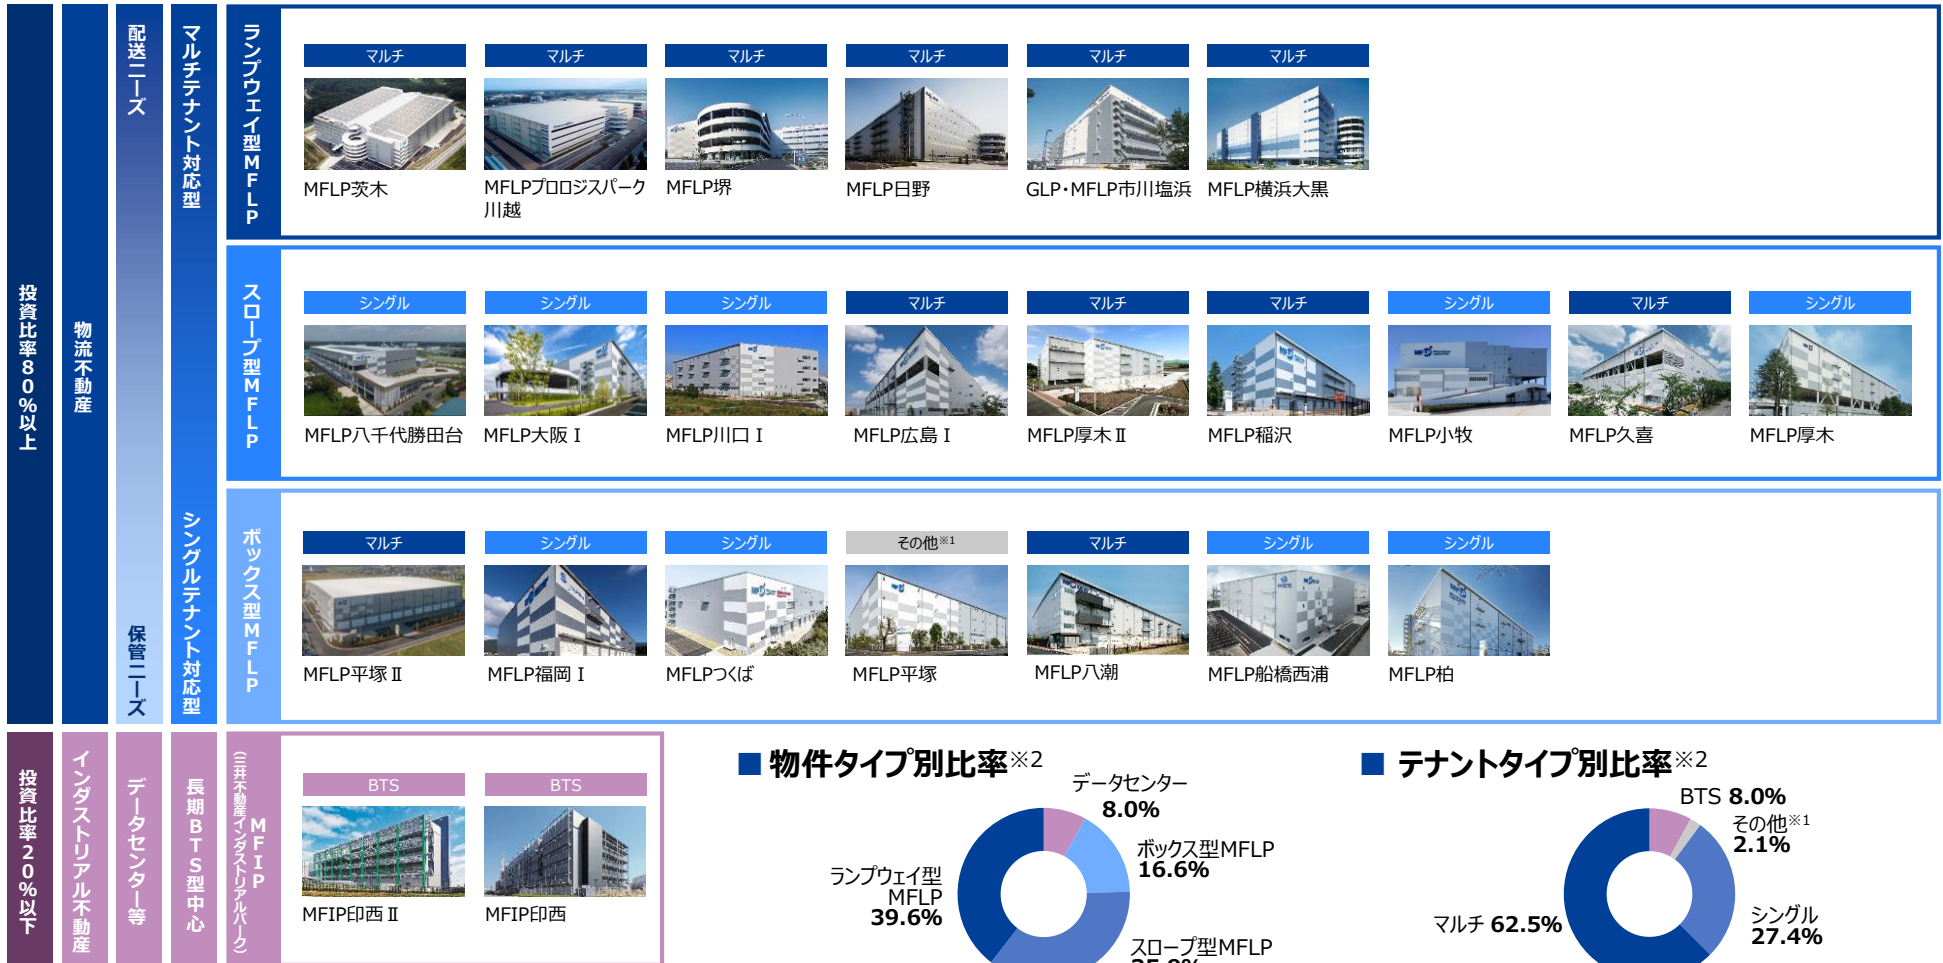 投資比率80%以上
物流不動産
配送ニーズ
保管ニーズ
マルチテナント対応型
シングルテナント対応型
ランプウェイ型MFLP
マルチ
マルチ
マルチ
マルチ
マルチ
マルチ
MFLP茨木
MFLPプロロジスパーク
川越
MFLP堺
MFLP日野
GLP・MFLP市川塩浜
MFLP横浜大黒
スロープ型MFLP
シングル
シングル
シングル
マルチ
マルチ
マルチ
シングル
マルチ
シングル
MFLP八千代勝田台
MFLP大阪Ⅰ
MFLP川口Ⅰ
MFLP広島Ⅰ
MFLP厚木Ⅱ
MFLP稲沢
MFLP小牧
MFLP久喜
MFLP厚木
ボックス型MFLP
マルチ
シングル
シングル
その他※1
マルチ
シングル
シングル
MFLP平塚Ⅱ
MFLP福岡Ⅰ
MFLPつくば
MFLP平塚
MFLP八潮
MFLP船橋西浦
MFLP柏
投資比率20%以下
インダストリアル不動産
データセンター等
長期BTS型中心
MFIP
(三井不動産インダストリアルパーク)
BTS
BTS
MFIP印西Ⅱ
MFIP印西
■ 物件タイプ別比率※2
データセンター
8.0%
ボックス型MFLP
16.6%
ランプウェイ型
MFLP
39.6%
スロープ型MFLP
■ テナントタイプ別比率※2
BTS 8.0%
その他※1
2.1%
マルチ 62.5%
シングル
27.4%